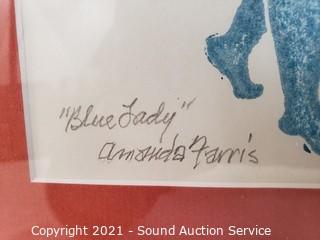 "Blue Lady"
Amanda Farris
Copyright 2021 - Sound Auction Service